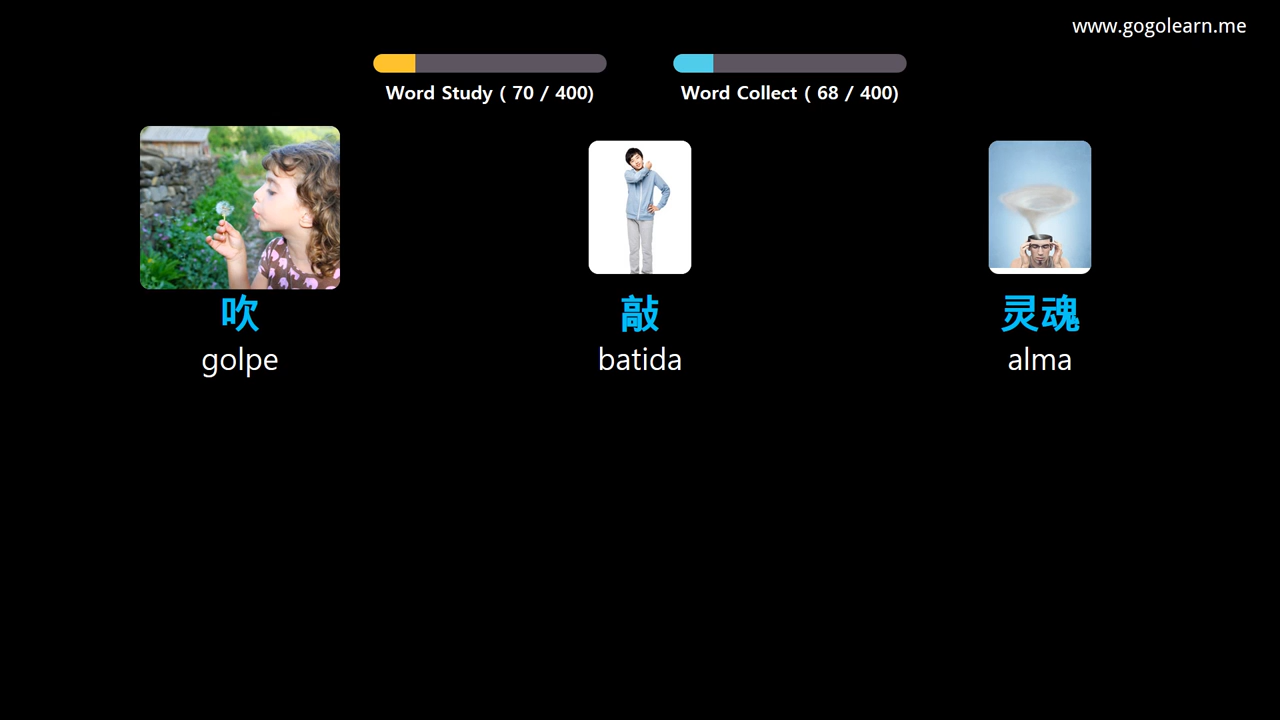 www.gogolearn.me
Word Study ( 70 / 400)
Word Collect ( 68 / 400)
吹
敲
灵魂
golpe
batida
alma